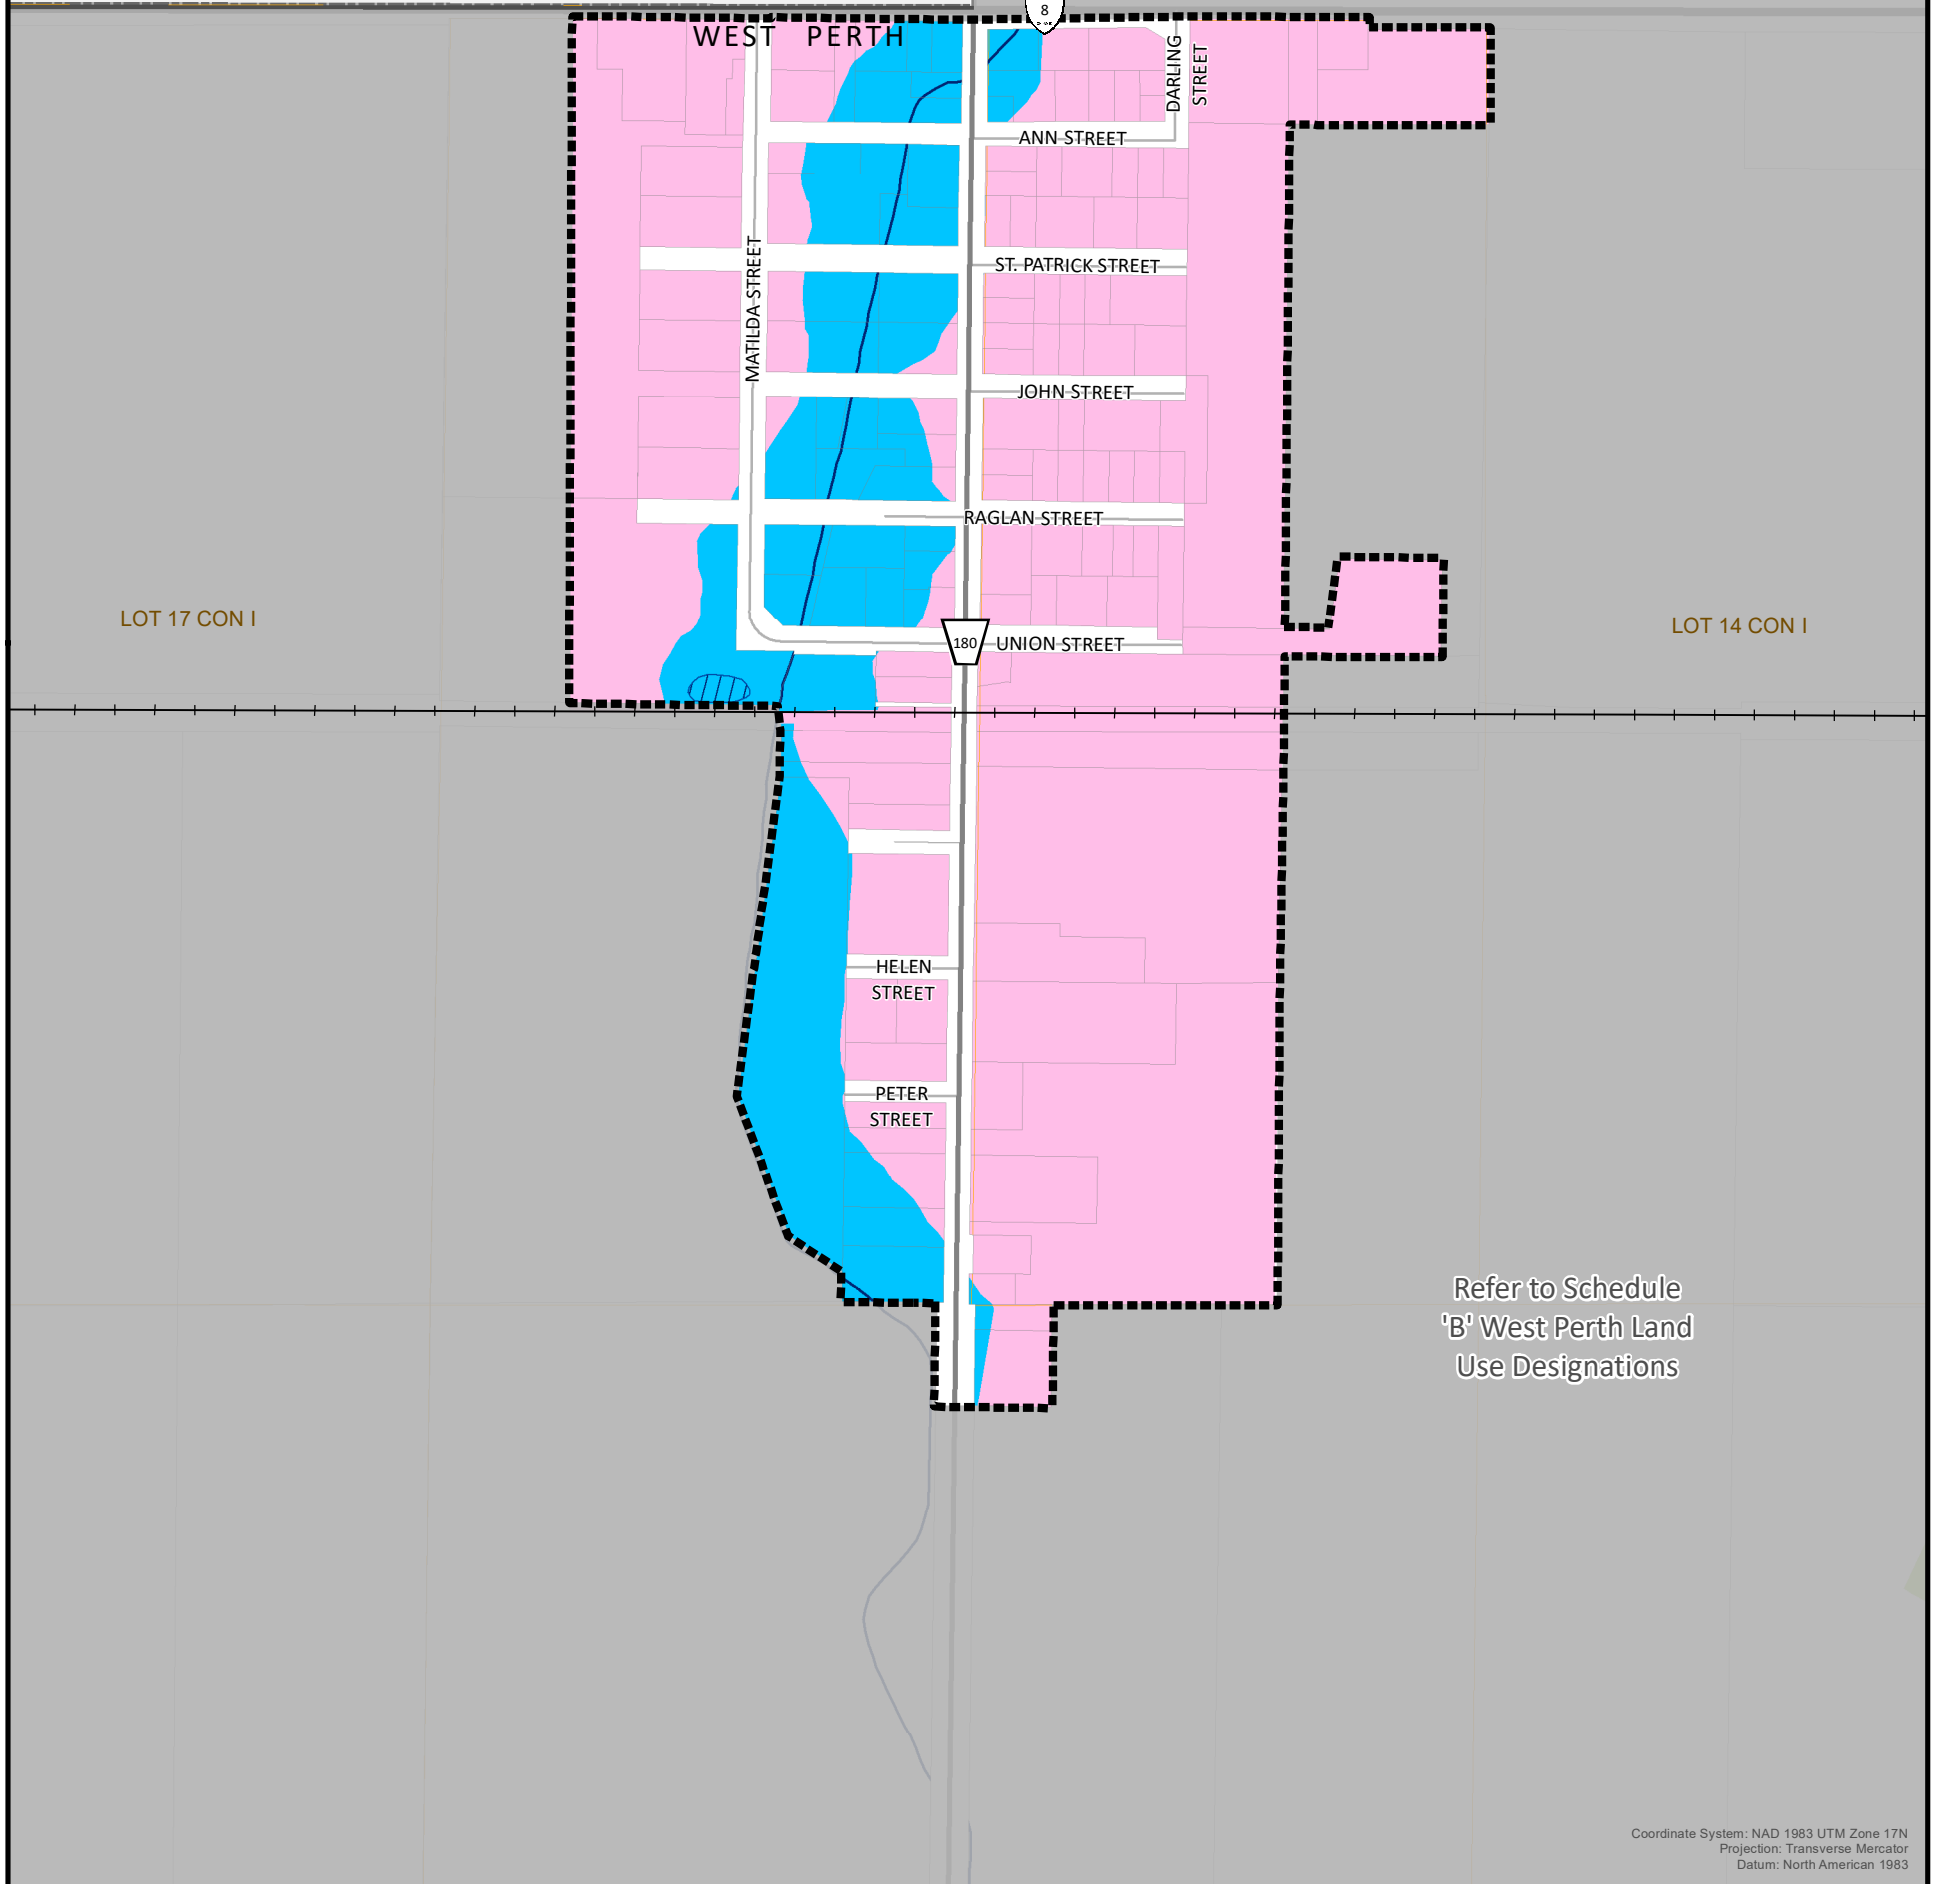 8
WEST PERTH
DARLING
STREET
ANN STREET
MATILDA STREET
ST. PATRICK STREET
JOHN STREET
RAGLAN STREET
LOT 17 CON I
LOT 14 CON I
180
UNION STREET
HELEN
STREET
PETER
STREET
Refer to Schedule
'B' West Perth Land
Use Designations
Coordinate System: NAD 1983 UTM Zone 17N
Projection: Transverse Mercator
Datum: North American 1983